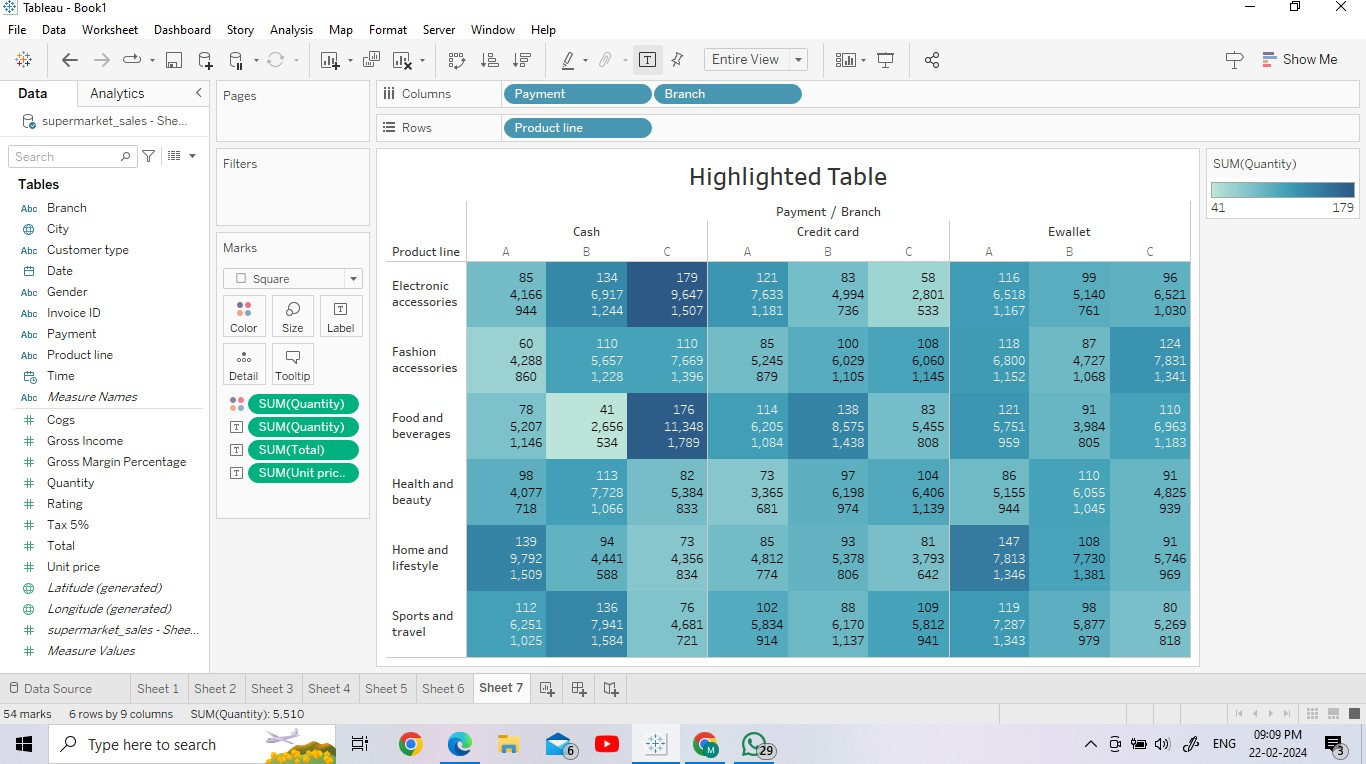 Tableau - Book1
File Data Worksheet Dashboard Story Analysis Map Format Server Window Help
Entire View
Show Me
Data Analytics
Pages
Columns Payment Branch
supermarket_sales - She...
Rows Product line
Search
Filters
Tables
Abc Branch
City
Abc Customer type
Date
Abc Gender
Abc Invoice ID
Abc Payment
Abc Product line
Time
Abc Measure Names
# Cogs
# Gross Income
# Gross Margin Percentage
# Quantity
# Rating
# Tax 5%
# Total
# Unit price
Latitude (generated)
Longitude (generated)
# supermarket_sales - Shee...
# Measure Values
Marks
Square
Color Size Label
Detail Tooltip
SUM(Quantity)
SUM(Quantity)
SUM(Total)
SUM(Unit pric..
Highlighted Table
Payment / Branch
Cash Credit card Ewallet
Product line A B C A B C A B C
Electronic accessories
85 134 179 121 83 58 116 99 96
4,166 6,917 9,647 7,633 4,994 2,801 6,518 5,140 6,521
944 1,244 1,507 1,181 736 533 1,167 761 1,030
Fashion accessories
60 110 110 85 100 108 118 87 124
4,288 5,657 7,669 5,245 6,029 6,060 6,800 4,727 7,831
860 1,228 1,396 879 1,105 1,145 1,152 1,068 1,341
Food and beverages
78 41 176 114 138 83 121 91 110
5,207 2,656 11,348 6,205 8,575 5,455 5,751 3,984 6,963
1,146 534 1,789 1,084 1,438 808 959 805 1,183
Health and beauty
98 113 82 73 97 104 86 110 91
4,077 7,728 5,384 3,365 6,198 6,406 5,155 6,055 4,825
718 1,066 833 681 974 1,139 944 1,045 939
Home and lifestyle
139 94 73 85 93 81 147 108 91
9,792 4,441 4,356 4,812 5,378 3,793 7,813 7,730 5,746
1,509 588 834 774 806 642 1,346 1,381 969
Sports and travel
112 136 76 102 88 109 119 98 80
6,251 7,941 4,681 5,834 6,170 5,812 7,287 5,877 5,269
1,025 1,584 721 914 1,137 941 1,343 979 818
SUM(Quantity)
41 179
Data Source Sheet 1 Sheet 2 Sheet 3 Sheet 4 Sheet 5 Sheet 6 Sheet 7
54 marks 6 rows by 9 columns SUM(Quantity): 5,510
Type here to search
6
M
29
ENG
09:09 PM
22-02-2024
3